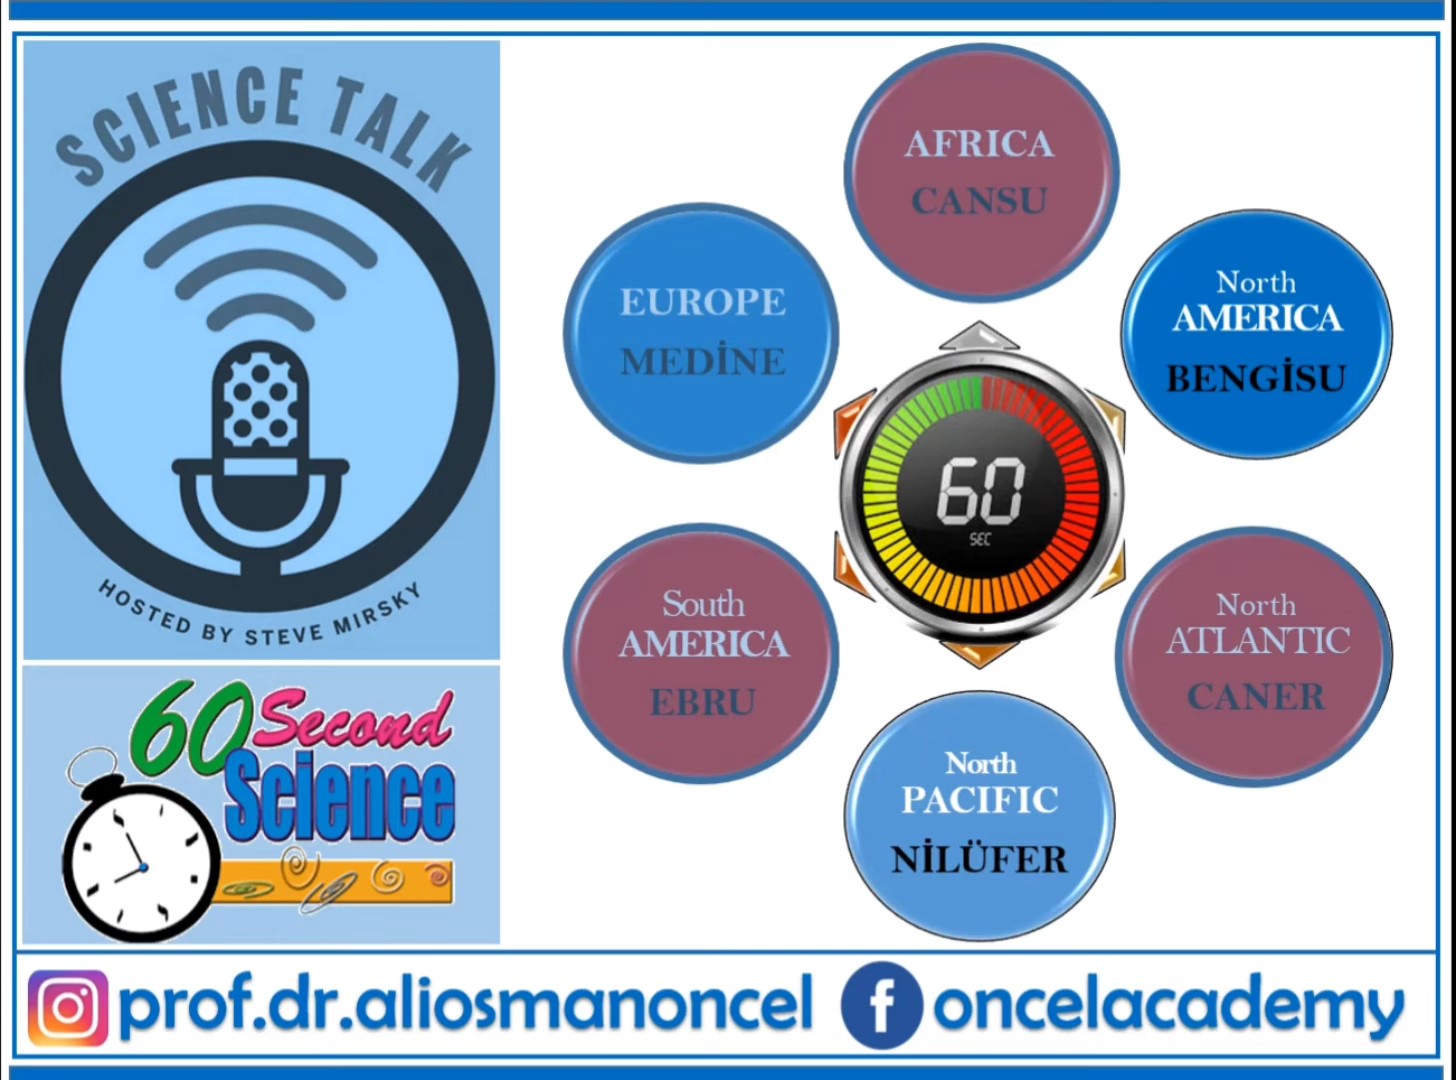 SCIENCE TALK
HOSTED BY STEVE MIRSKY
60 Second
Science
AFRICA
CANSU
EUROPE
MEDİNE
North
AMERICA
BENGİSU
60
SEC
South
AMERICA
EBRU
North
ATLANTIC
CANER
North
PACIFIC
NİLÜFER
prof.dr.aliosmanoncel
f oncelacademy